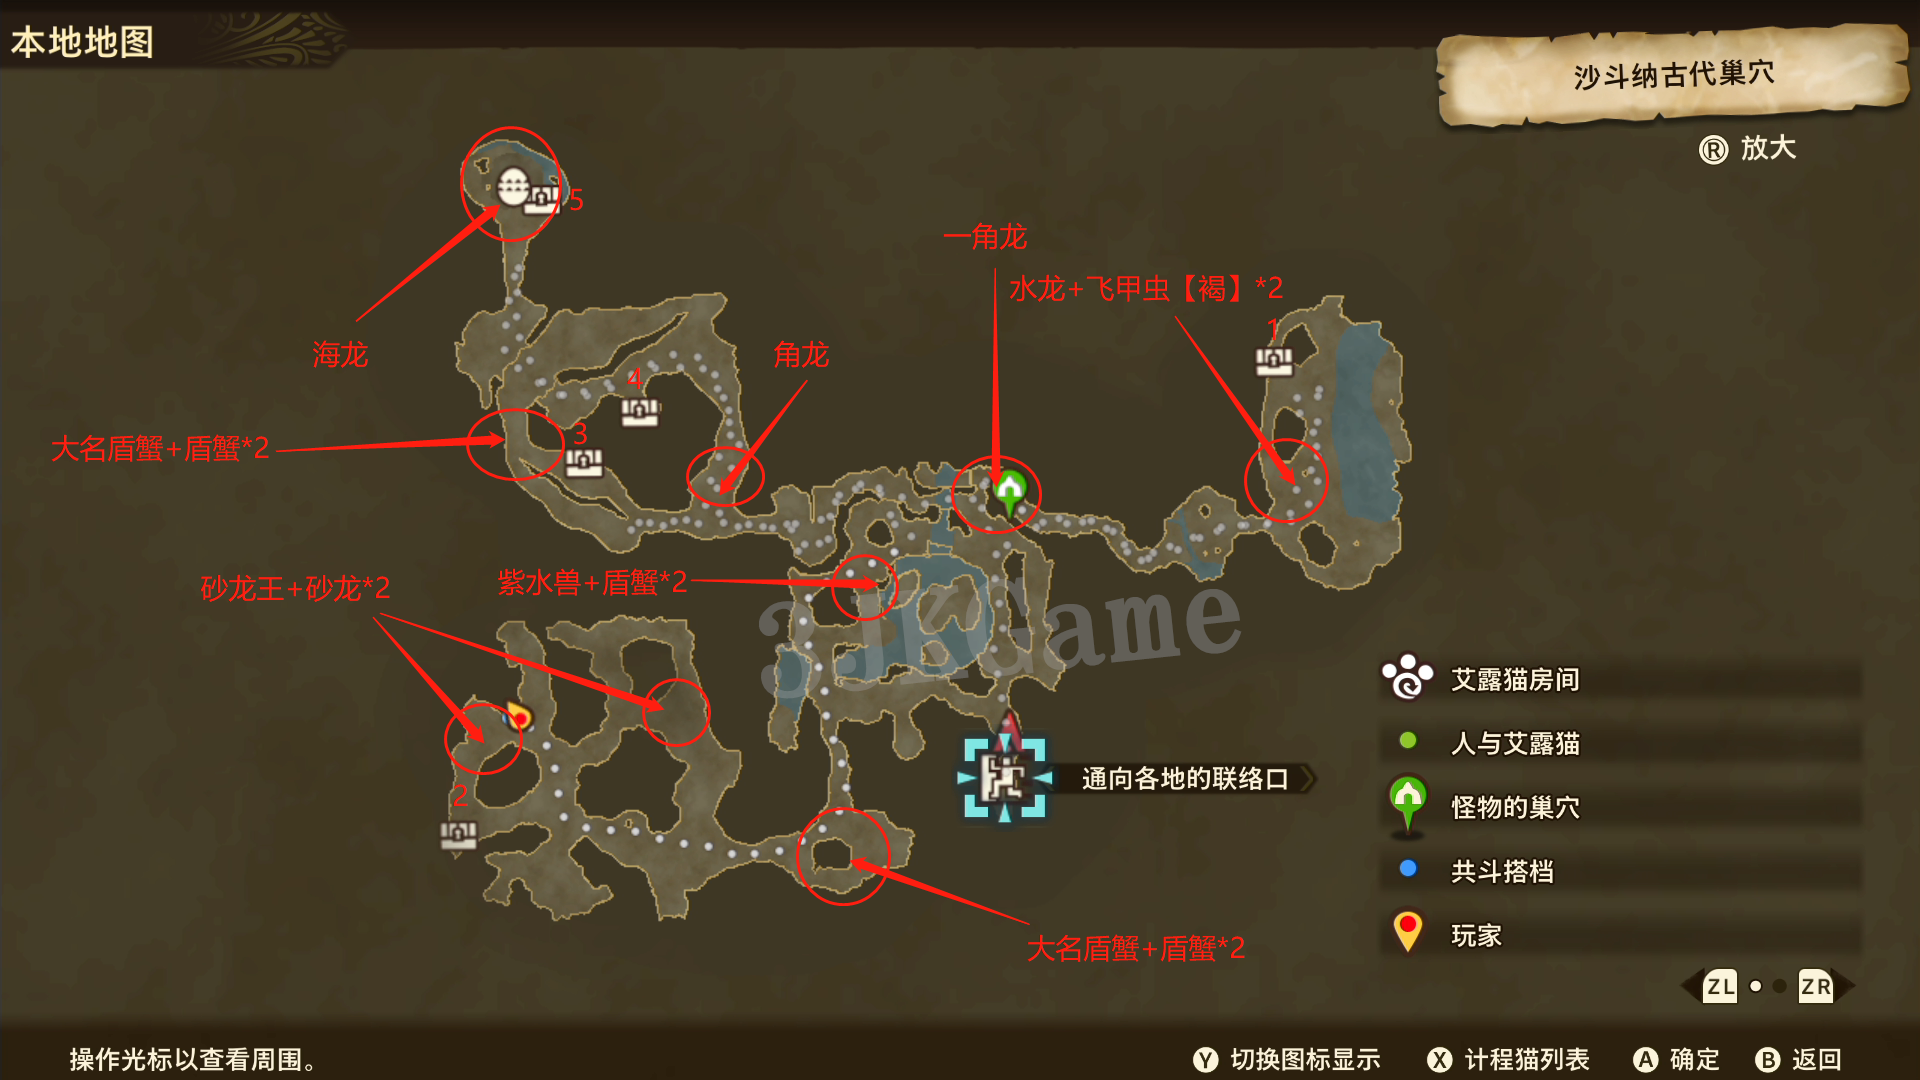 本地地图
沙斗纳古代巢穴
R 放大
5
一角龙
水龙+飞甲虫【褐】*2
1
海龙
角龙
4
大名盾蟹+盾蟹*2
3
砂龙王+砂龙*2
紫水兽+盾蟹*2
3JKGame
艾露猫房间
人与艾露猫
通向各地的联络口
2
怪物的巢穴
共斗搭档
大名盾蟹+盾蟹*2
玩家
ZL ZR
操作光标以查看周围。
Y 切换图标显示 X 计程猫列表 A 确定 B 返回